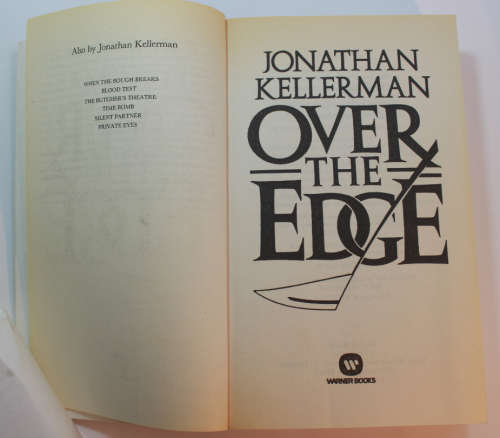 Also by Jonathan Kellerman
WHEN THE BOUGH BREAKS
BLOOD TEST
THE BUTCHER'S THEATRE
TIME BOMB
SILENT PARTNER
PRIVATE EYES
JONATHAN
KELLERMAN
OVER
THE
EDGE
WARNER BOOKS